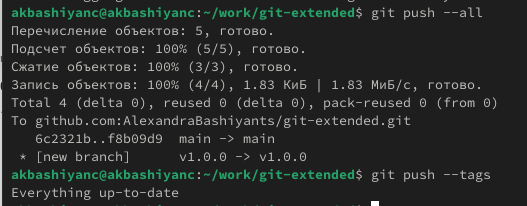 akbashiyanc@akbashiyanc:~/work/git-extended$ git push --all
Перечисление объектов: 5, готово.
Подсчет объектов: 100% (5/5), готово.
Сжатие объектов: 100% (3/3), готово.
Запись объектов: 100% (4/4), 1.83 КиБ | 1.83 МиБ/с, готово.
Total 4 (delta 0), reused 0 (delta 0), pack-reused 0 (from 0)
To github.com:AlexandraBashiyants/git-extended.git
   6c2321b..f8b09d9  main -> main
 * [new branch]      v1.0.0 -> v1.0.0
akbashiyanc@akbashiyanc:~/work/git-extended$ git push --tags
Everything up-to-date